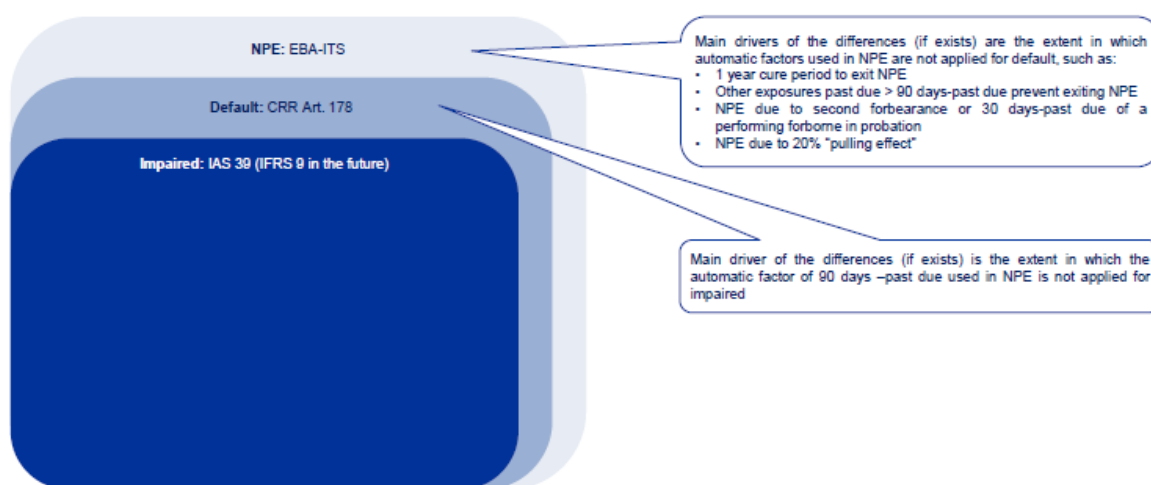 NPE: EBA-ITS
Default: CRR Art. 178
Impaired: IAS 39 (IFRS 9 in the future)
Main drivers of the differences (if exists) are the extent in which
automatic factors used in NPE are not applied for default, such as:
• 1 year cure period to exit NPE
• Other exposures past due > 90 days-past due prevent exiting NPE
• NPE due to second forbearance or 30 days-past due of a
performing forborne in probation
• NPE due to 20% “pulling effect”
Main driver of the differences (if exists) is the extent in which the
automatic factor of 90 days –past due used in NPE is not applied for
impaired